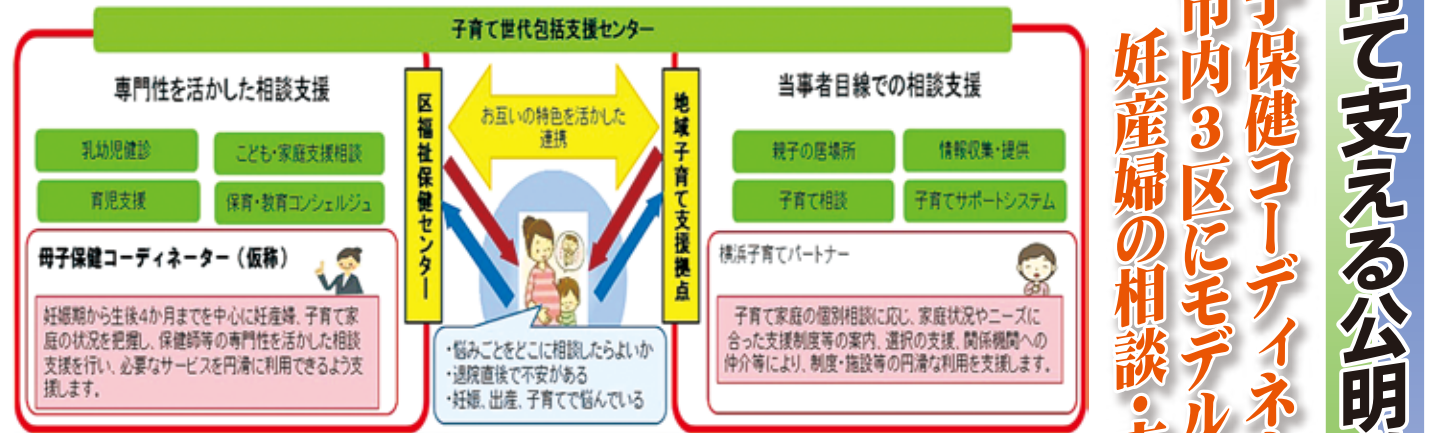 子育て世代包括支援センター
専門性を活かした相談支援
乳幼児健診
こども・家庭支援相談
育児支援
保育・教育コンシェルジュ
母子保健コーディネーター（仮称）
妊娠期から生後4か月までを中心に妊産婦、子育て家
庭の状況を把握し、保健師等の専門性を活かした相談
支援を行い、必要なサービスを円滑に利用できるよう支
援します。
区福祉保健センター
お互いの特色を活かした
連携
・悩みごとをどこに相談したらよいか
・退院直後で不安がある
・妊娠、出産、子育てで悩んでいる
地域子育て支援拠点
当事者目線での相談支援
親子の居場所
情報収集・提供
子育て相談
子育てサポートシステム
横浜子育てパートナー
子育て家庭の個別相談に応じ、家庭状況やニーズに
合った支援制度等の案内、選択の支援、関係機関への
仲介等により、制度・施設等の円滑な利用を支援します。
育て支える公明
子保健コーディネ
市内3区にモデル
妊産婦の相談・